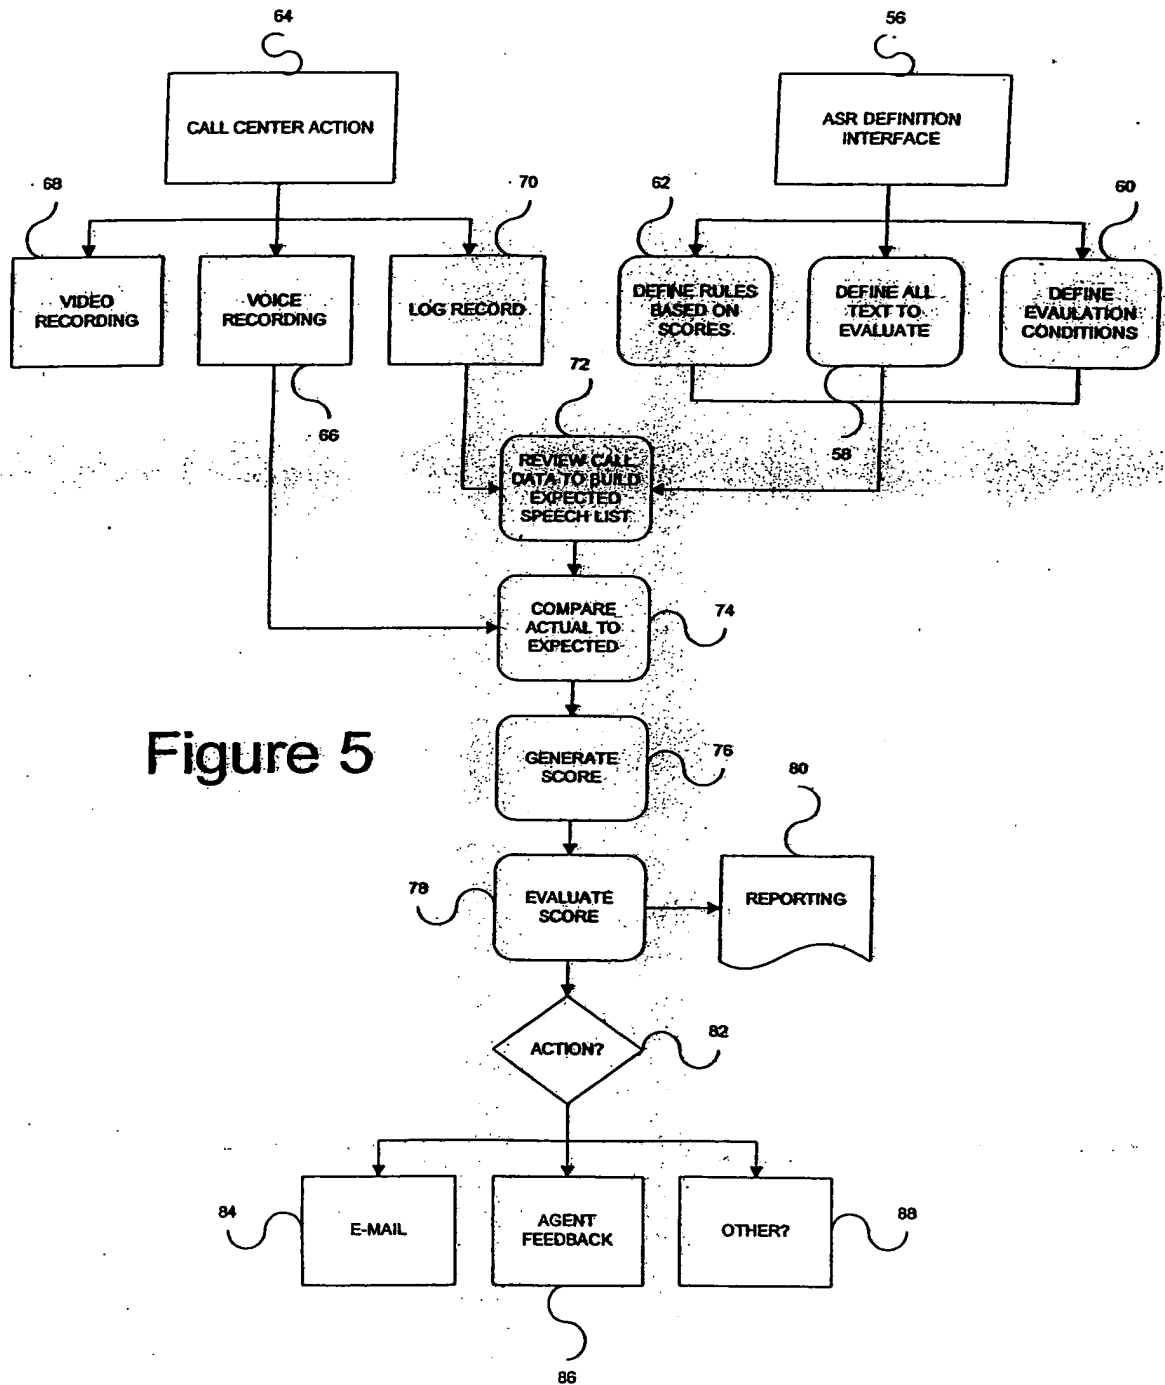 64
56
CALL CENTER ACTION
ASR DEFINITION
INTERFACE
68
70
62
60
VIDEO
RECORDING
VOICE
RECORDING
LOG RECORD
DEFINE RULES
BASED ON
SCORES
DEFINE ALL
TEXT TO
EVALUATE
DEFINE
EVAULATION
CONDITIIONS
72
66
58
REVIEW CALL
DATA TO BUILD
EXPECTED
SPEECH LIST
COMPARE
ACTUAL TO
EXPECTED
74
Figure 5
GENERATE
SCORE
76
80
78
EVALUATE
SCORE
REPORTING
ACTION?
82
84
E-MAIL
AGENT
FEEDBACK
OTHER?
88
86